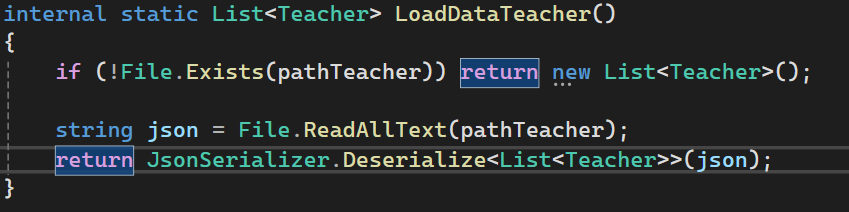 internal static List<Teacher> LoadDataTeacher()
{
if (!File.Exists(pathTeacher)) return new List<Teacher>();
string json = File.ReadAllText(pathTeacher);
return JsonSerializer.Deserialize<List<Teacher>>(json);
}